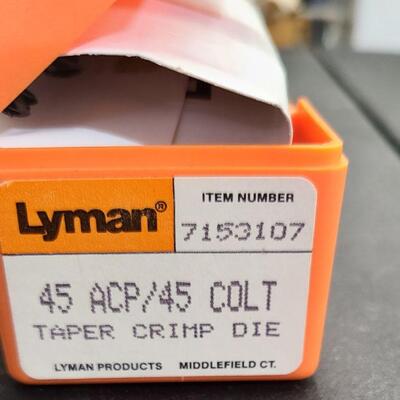 Lyman®
ITEM NUMBER
7153107
45 ACP/45 COLT
TAPER CRIMP DIE
LYMAN PRODUCTS MIDDLEFIELD CT.